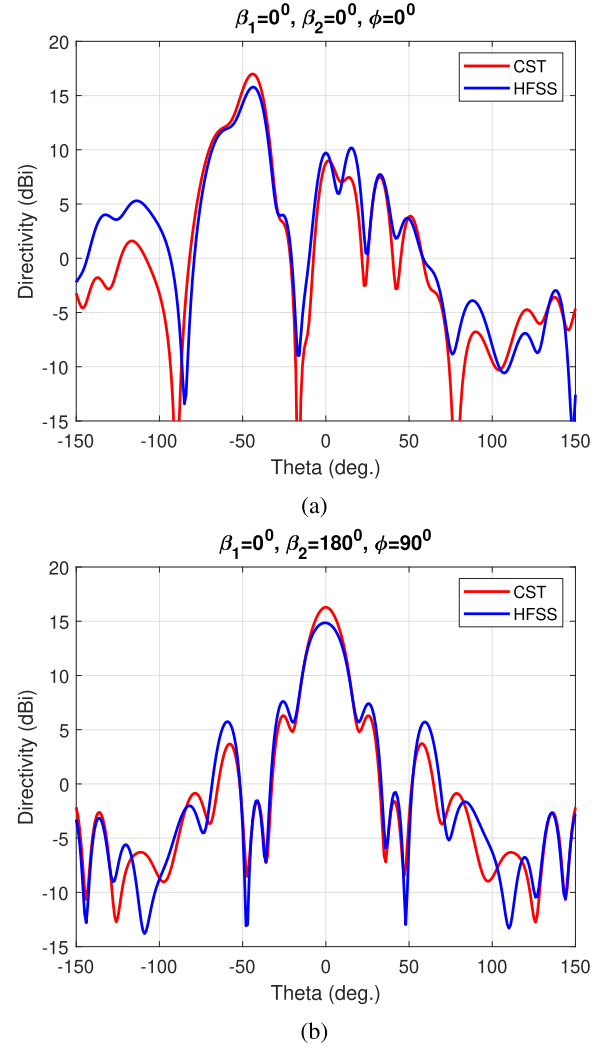 β₁=0⁰, β₂=0⁰, ϕ=0⁰
20
15
10
5
0
-5
-10
-15
Directivity (dBi)
CST
HFSS
-150 -100 -50 0 50 100 150
Theta (deg.)
(a)
β₁=0⁰, β₂=180⁰, ϕ=90⁰
20
15
10
5
0
-5
-10
-15
Directivity (dBi)
CST
HFSS
-150 -100 -50 0 50 100 150
Theta (deg.)
(b)